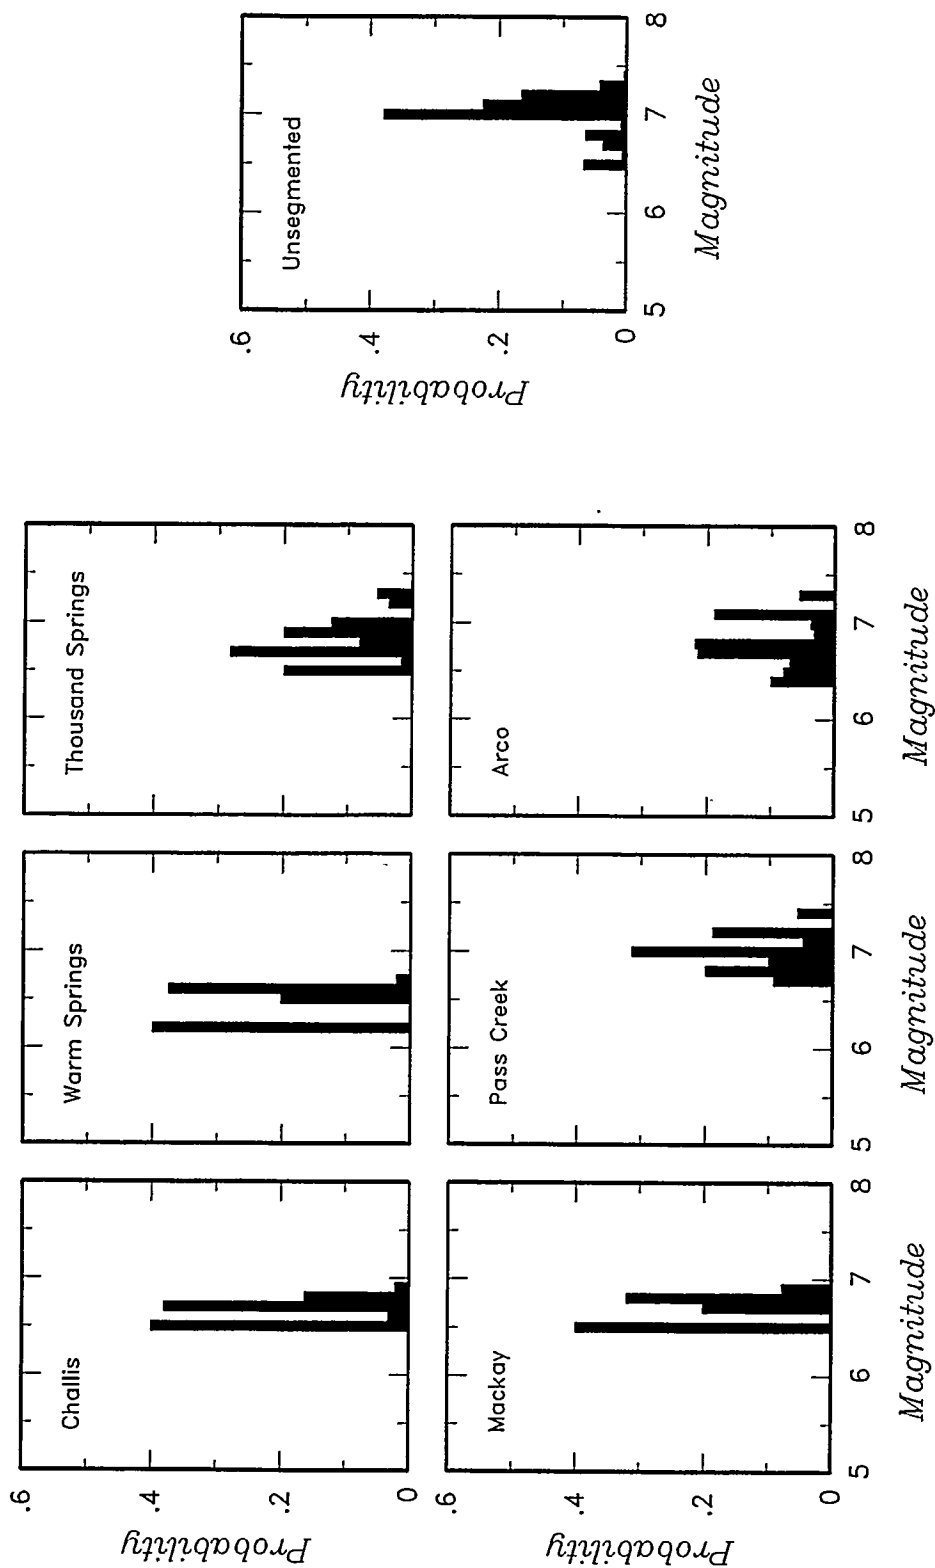 Challis
Warm Springs
Thousand Springs
.6
.4
.2
0
Probability
Mackay
Pass Creek
Arco
.6
.4
.2
0
Probability
5 6 7 8
5 6 7 8
5 6 7 8
Magnitude
Magnitude
Magnitude
Unsegmented
.6
.4
.2
0
Probability
5 6 7 8
Magnitude